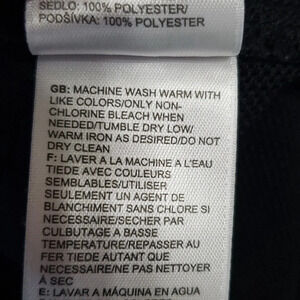 SEDLO: 100% POLYESTER/
PODŠÍVKA: 100% POLYESTER
GB: MACHINE WASH WARM WITH
LIKE COLORS/ONLY NON-
CHLORINE BLEACH WHEN
NEEDED/TUMBLE DRY LOW/
WARM IRON AS DESIRED/DO NOT
DRY CLEAN
F: LAVER A LA MACHINE A L'EAU
TIEDE AVEC COULEURS
SEMBLABLES/UTILISER
SEULEMENT UN AGENT DE
BLANCHIMENT SANS CHLORE SI
NECESSAIRE/SECHER PAR
CULBUTAGE A BASSE
TEMPERATURE/REPASSER AU
FER TIEDE AUTANT QUE
NECESSAIRE/NE PAS NETTOYER
À SEC
E: LAVAR A MÁQUINA EN AGUA